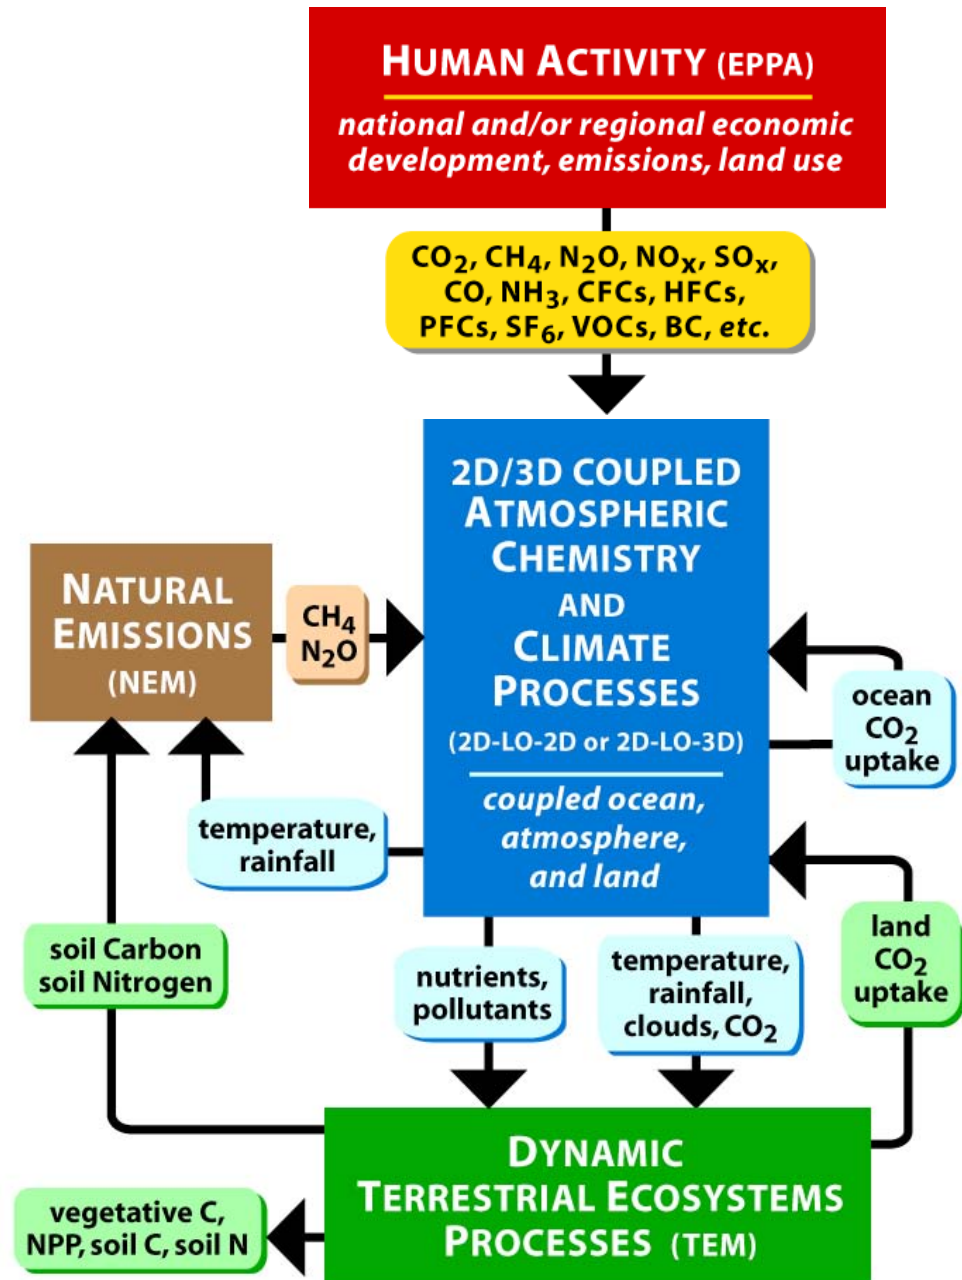 HUMAN ACTIVITY (EPPA)
national and/or regional economic
development, emissions, land use
CO2, CH4, N2O, NOx, SOx,
CO, NH3, CFCs, HFCs,
PFCs, SF6, VOCs, BC, etc.
2D/3D COUPLED
ATMOSPHERIC
CHEMISTRY
AND
CLIMATE
PROCESSES
(2D-LO-2D or 2D-LO-3D)
coupled ocean,
atmosphere,
and land
NATURAL
EMISSIONS
(NEM)
CH4
N2O
ocean
CO2
uptake
temperature,
rainfall
soil Carbon
soil Nitrogen
nutrients,
pollutants
temperature,
rainfall,
clouds, CO2
land
CO2
uptake
DYNAMIC
TERRESTRIAL ECOSYSTEMS
PROCESSES (TEM)
vegetative C,
NPP, soil C, soil N